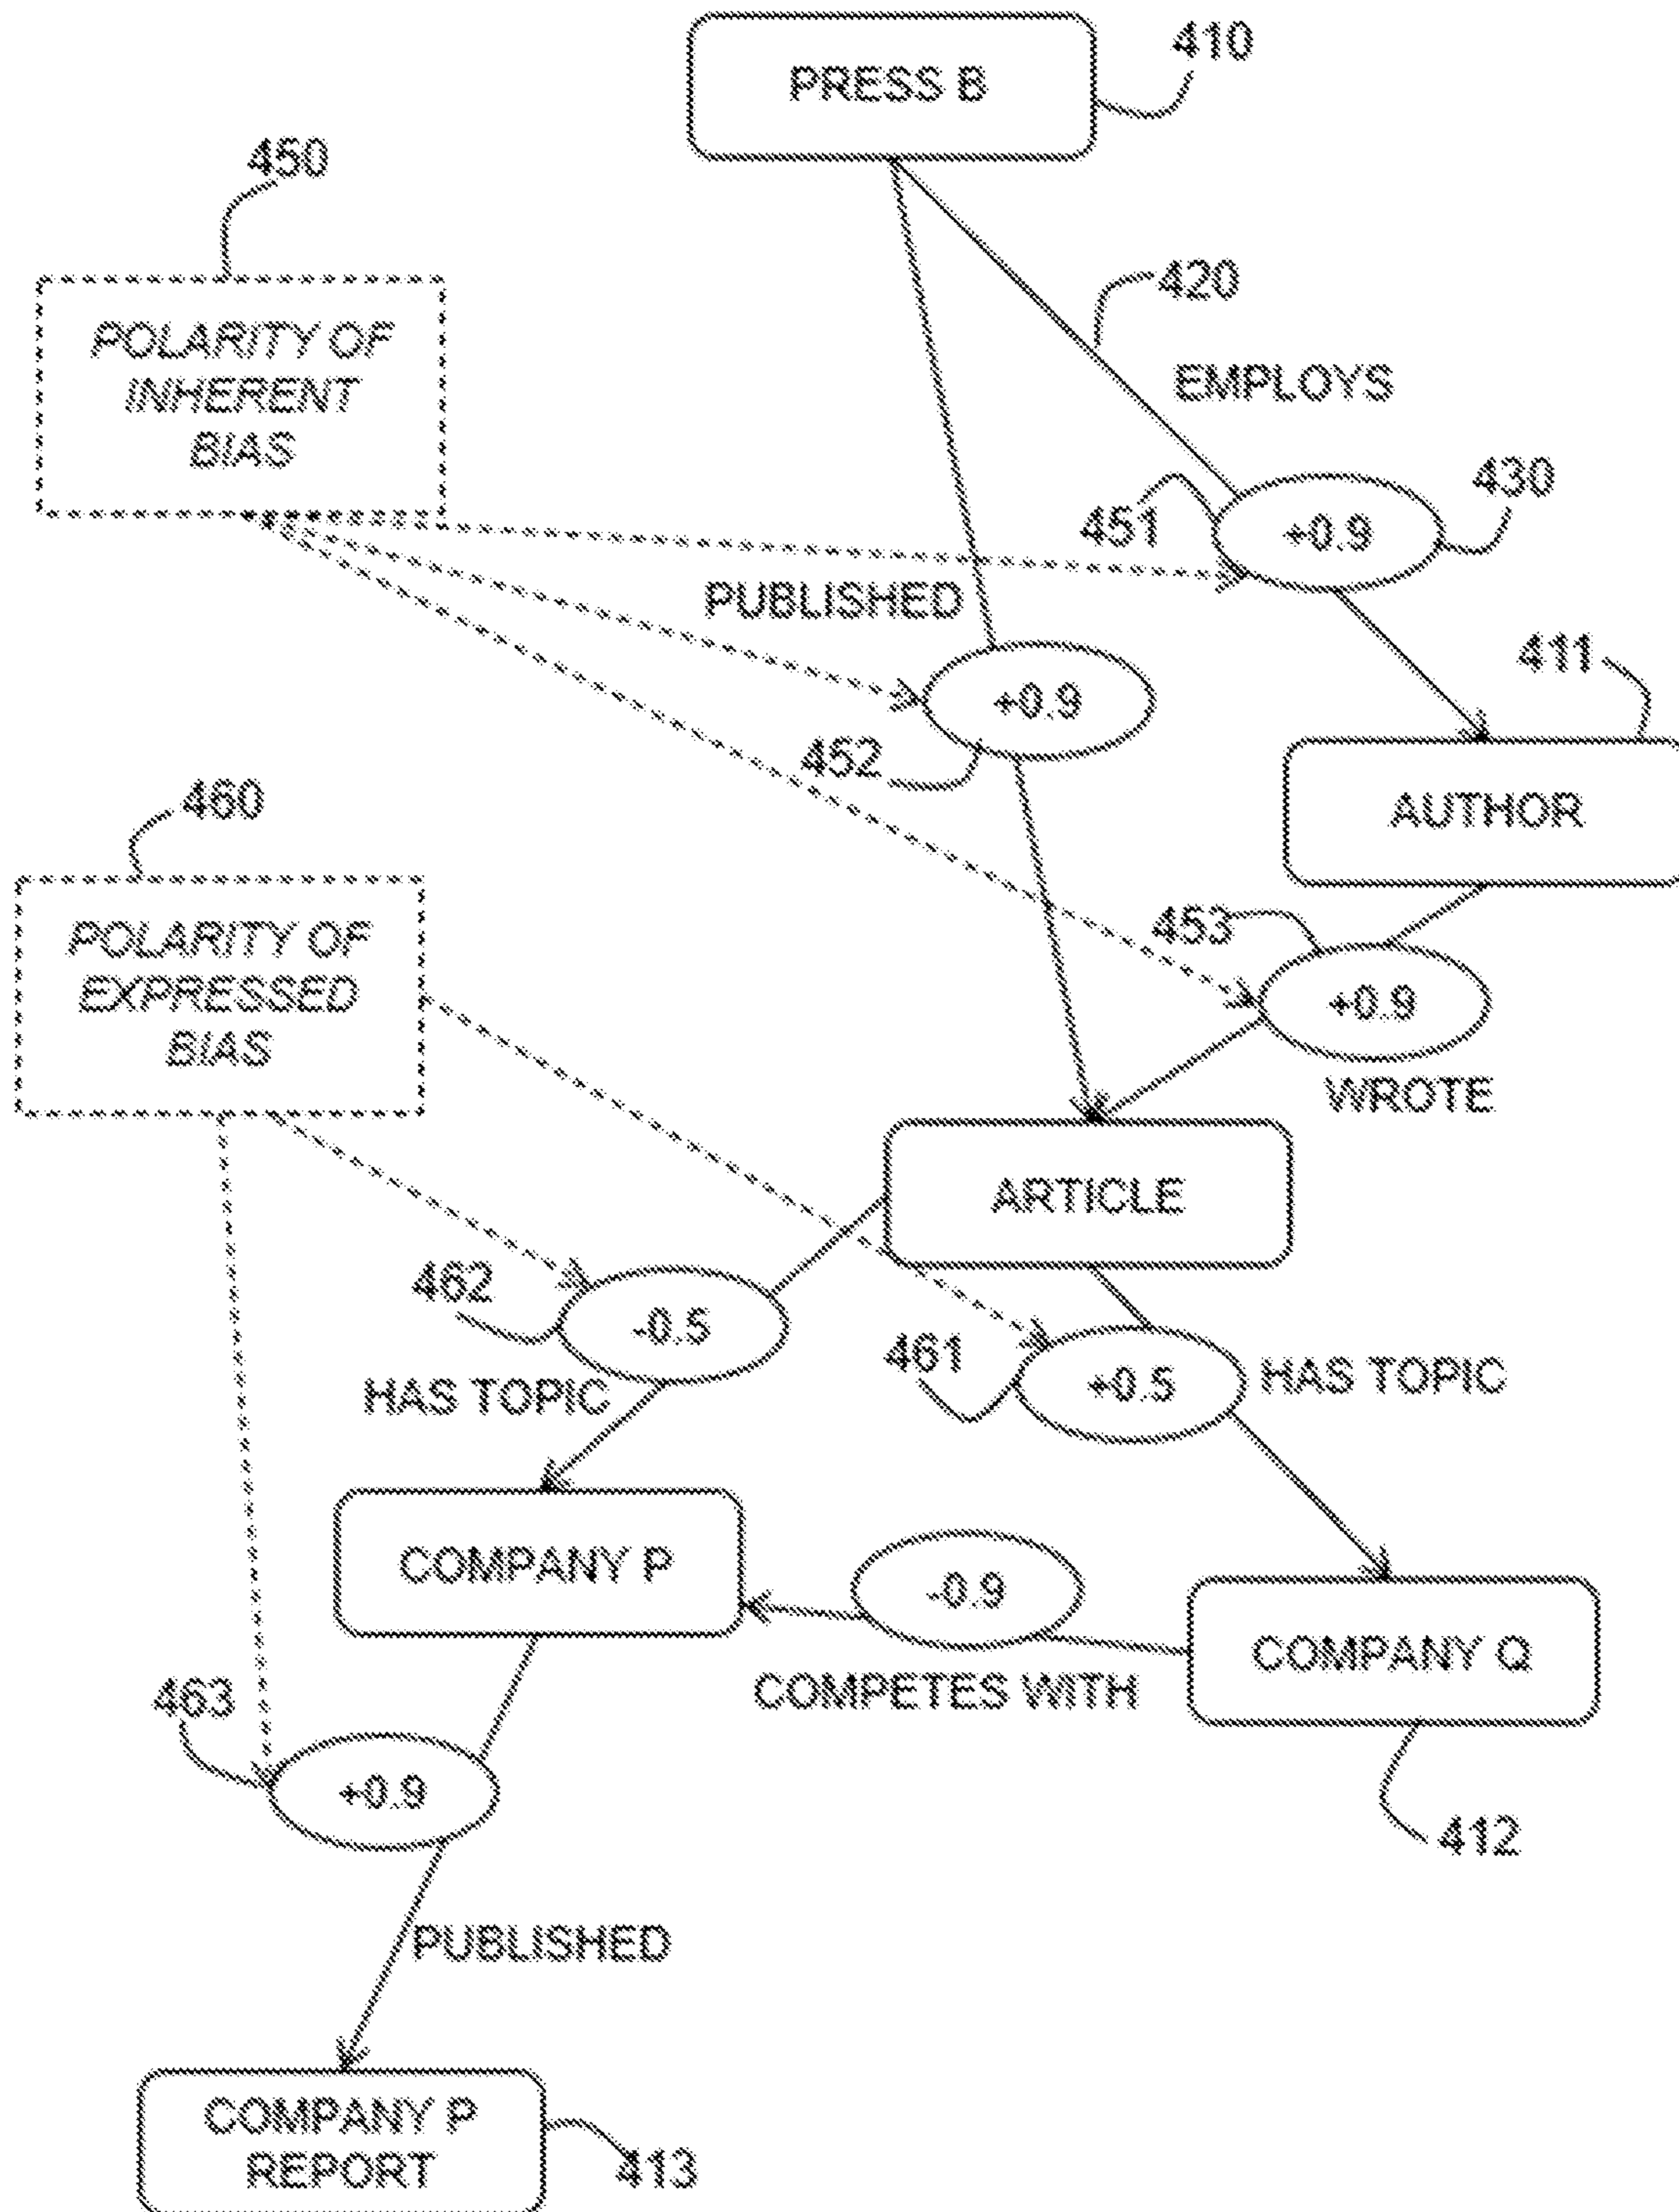 410
PRESS B
450
420
POLARITY OF
INHERENT
BIAS
EMPLOYS
430
451
+0.9
PUBLISHED
411
+0.9
452
460
AUTHOR
POLARITY OF
EXPRESSED
BIAS
453
+0.9
WROTE
ARTICLE
462
-0.5
461
HAS TOPIC
+0.5
HAS TOPIC
COMPANY P
-0.9
COMPANY Q
COMPETES WITH
463
+0.9
412
PUBLISHED
COMPANY P
REPORT
413